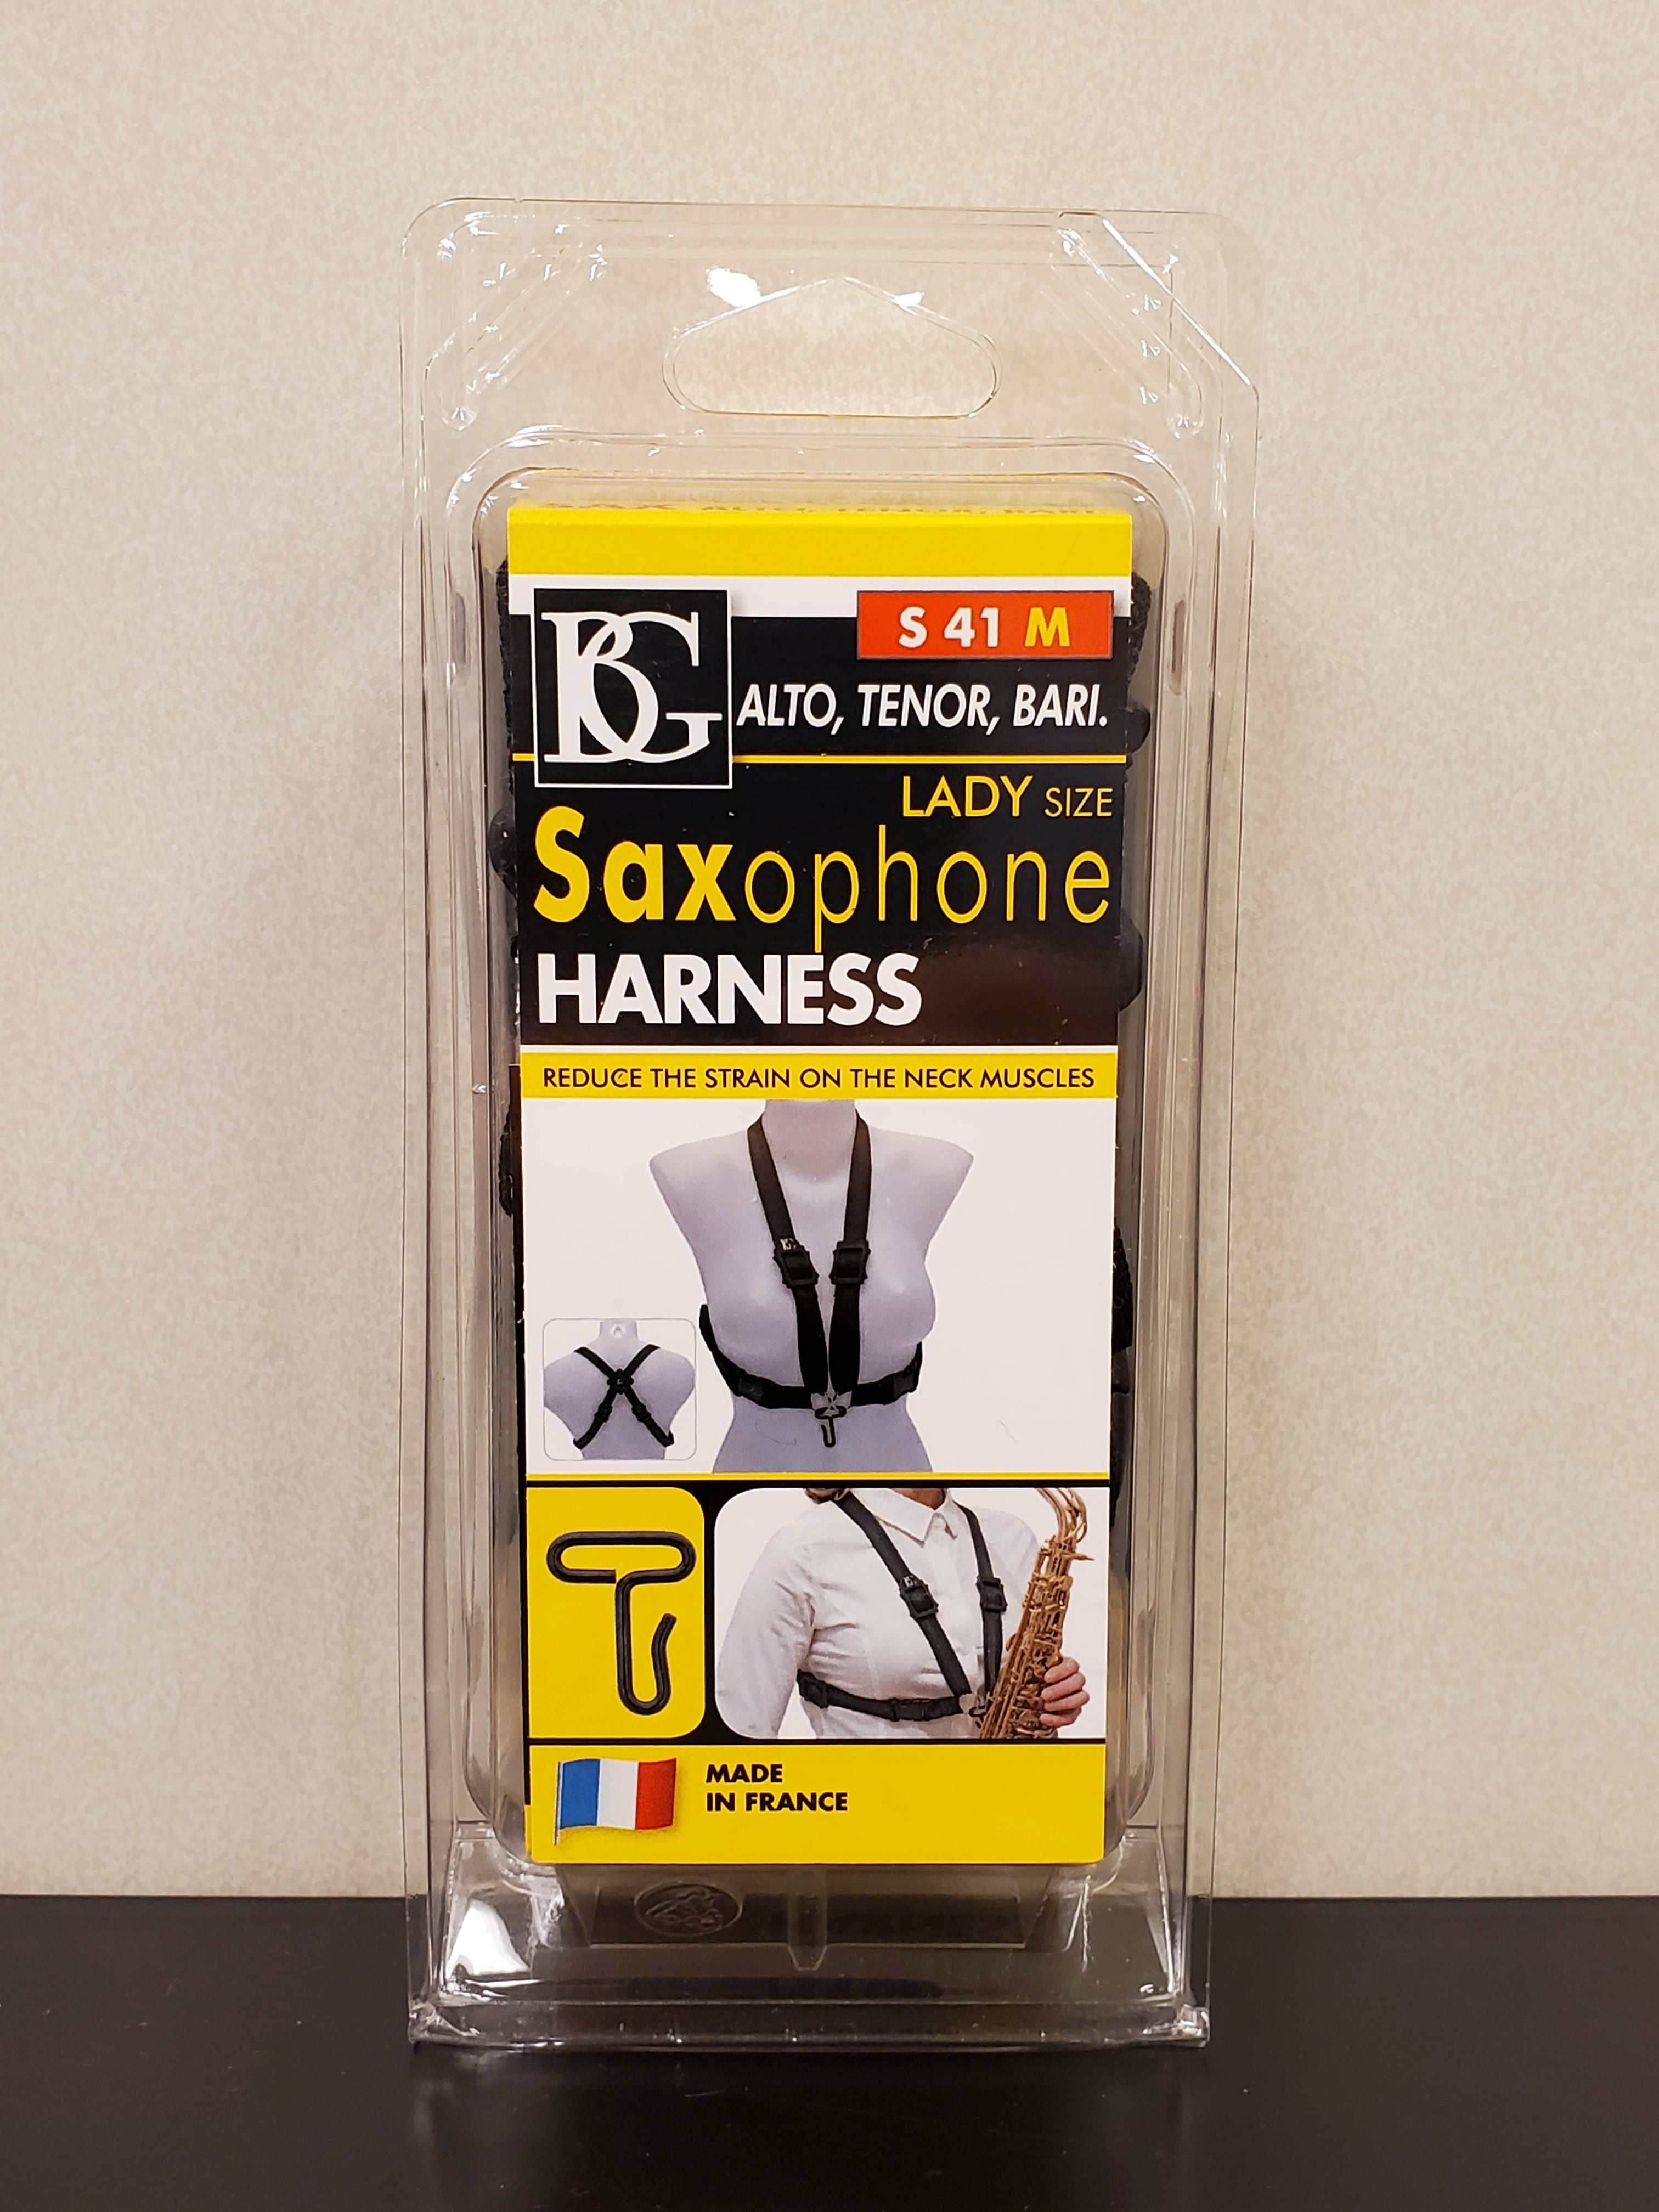 BG
S 41 M
ALTO, TENOR, BARI.
LADY SIZE
Saxophone
HARNESS
REDUCE THE STRAIN ON THE NECK MUSCLES
MADE
IN FRANCE